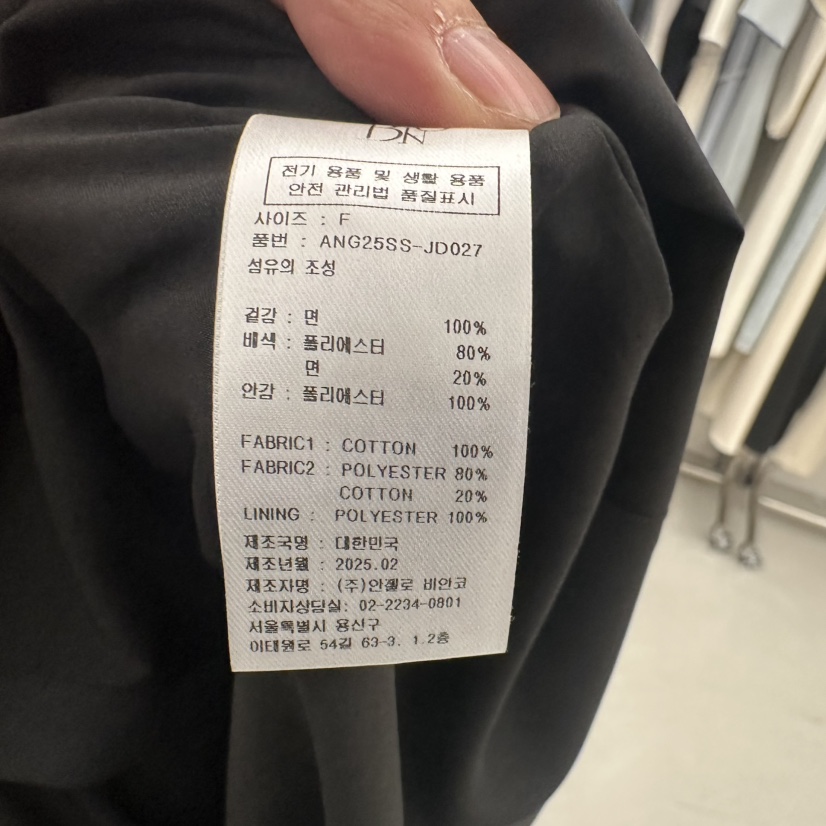 전기 용품 및 생활 용품
안전 관리법 품질표시
사이즈 : F
품번 : ANG25SS-JD027
섬유의 조성
겉감 : 면 100%
배색 : 폴리에스터 80%
면 20%
안감 : 폴리에스터 100%
FABRIC1 : COTTON 100%
FABRIC2 : POLYESTER 80%
COTTON 20%
LINING : POLYESTER 100%
제조국명 : 대한민국
제조년월 : 2025.02
제조자명 : (주)안젤로 비안코
소비자상담실: 02-2234-0801
서울특별시 용산구
이태원로 54길 63-3. 1.2층